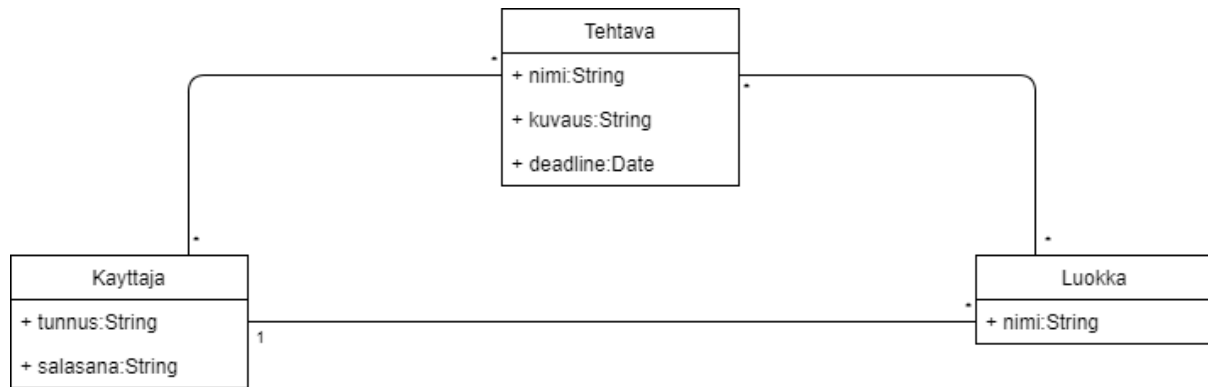 Tehtava
+ nimi:String
+ kuvaus:String
+ deadline:Date
*
*
*
*
Kayttaja
+ tunnus:String
+ salasana:String
1
*
Luokka
+ nimi:String